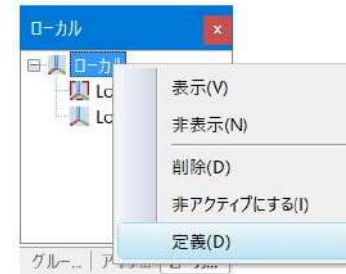 ローカル
x
ローカル
Lo
Lo
表示(V)
非表示(N)
削除(D)
非アクティブにする(I)
定義(D)
グルー...